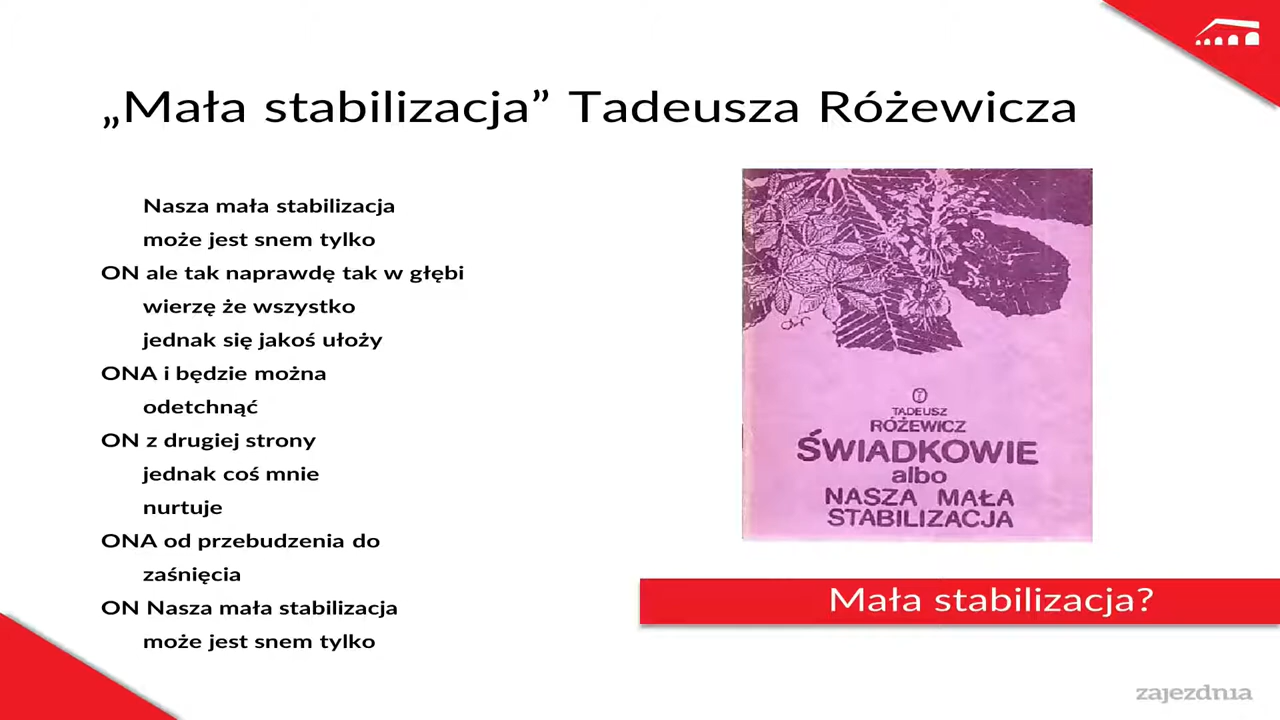 „Mała stabilizacja” Tadeusza Różewicza
Nasza mała stabilizacja
może jest snem tylko
ON ale tak naprawdę tak w głębi
wierzę że wszystko
jednak się jakoś ułoży
ONA i będzie można
odetchnąć
ON z drugiej strony
jednak coś mnie
nurtuje
ONA od przebudzenia do
zaśnięcia
ON Nasza mała stabilizacja
może jest snem tylko
TADEUSZ
RÓŻEWICZ
ŚWIADKOWIE
albo
NASZA MAŁA
STABILIZACJA
Mała stabilizacja?
zajezdnia